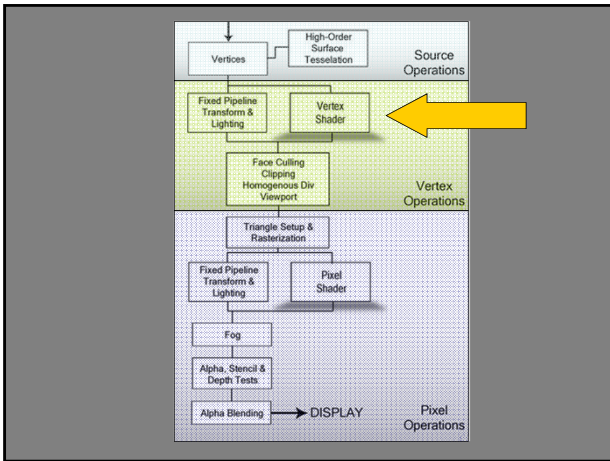 High-Order
Surface
Tesselation
Vertices
Source
Operations
Fixed Pipeline
Transform &
Lighting
Vertex
Shader
Face Culling
Clipping
Homogenous Div
Viewport
Vertex
Operations
Triangle Setup &
Rasterization
Fixed Pipeline
Transform &
Lighting
Pixel
Shader
Fog
Alpha, Stencil &
Depth Tests
Alpha Blending
DISPLAY
Pixel
Operations